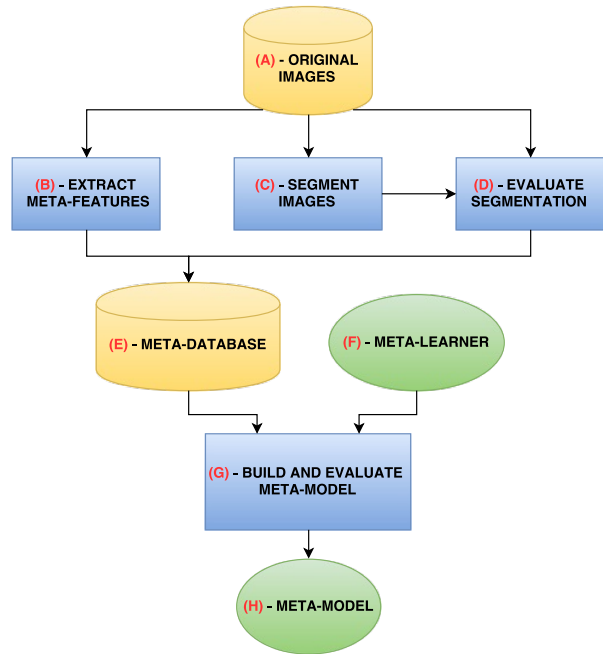 (A) - ORIGINAL
IMAGES
(B) - EXTRACT
META-FEATURES
(C) - SEGMENT
IMAGES
(D) - EVALUATE
SEGMENTATION
(E) - META-DATABASE
(F) - META-LEARNER
(G) - BUILD AND EVALUATE
META-MODEL
(H) - META-MODEL